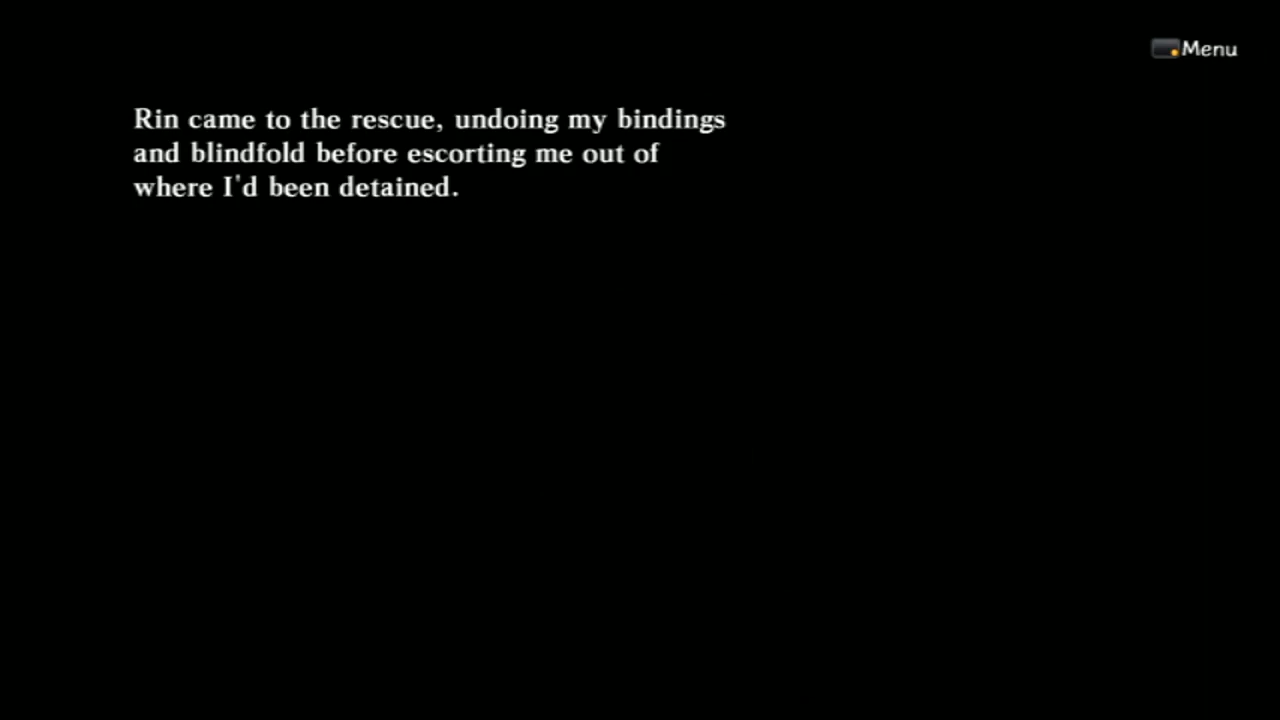 Menu
Rin came to the rescue, undoing my bindings
and blindfold before escorting me out of
where I'd been detained.